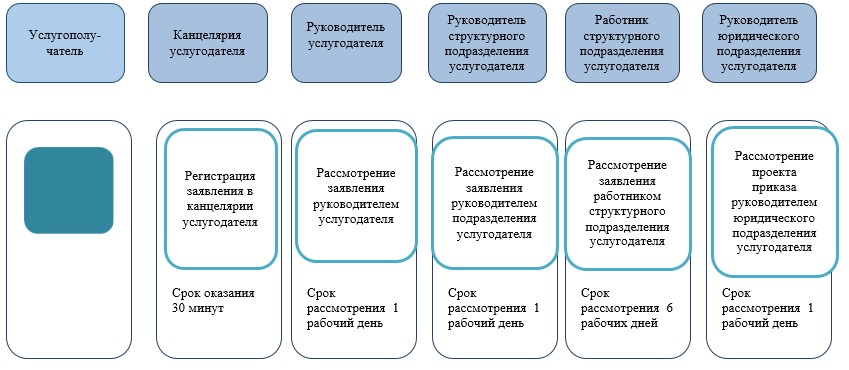 Услугополу-
чатель
Канцелярия
услугодателя
Руководитель
услугодателя
Руководитель
структурного
подразделения
услугодателя
Работник
структурного
подразделения
услугодателя
Руководитель
юридического
подразделения
услугодателя
Регистрация
заявления в
канцелярии
услугодателя
Срок оказания
30 минут
Рассмотрение
заявления
руководителем
услугодателя
Срок
рассмотрения 1
рабочий день
Рассмотрение
заявления
руководителем
подразделения
услугодателя
Срок
рассмотрения 1
рабочий день
Рассмотрение
заявления
работником
структурного
подразделения
услугодателя
Срок
рассмотрения 6
рабочих дней
Рассмотрение
проекта
приказа
руководителем
юридического
подразделения
услугодателя
Срок
рассмотрения 1
рабочий день